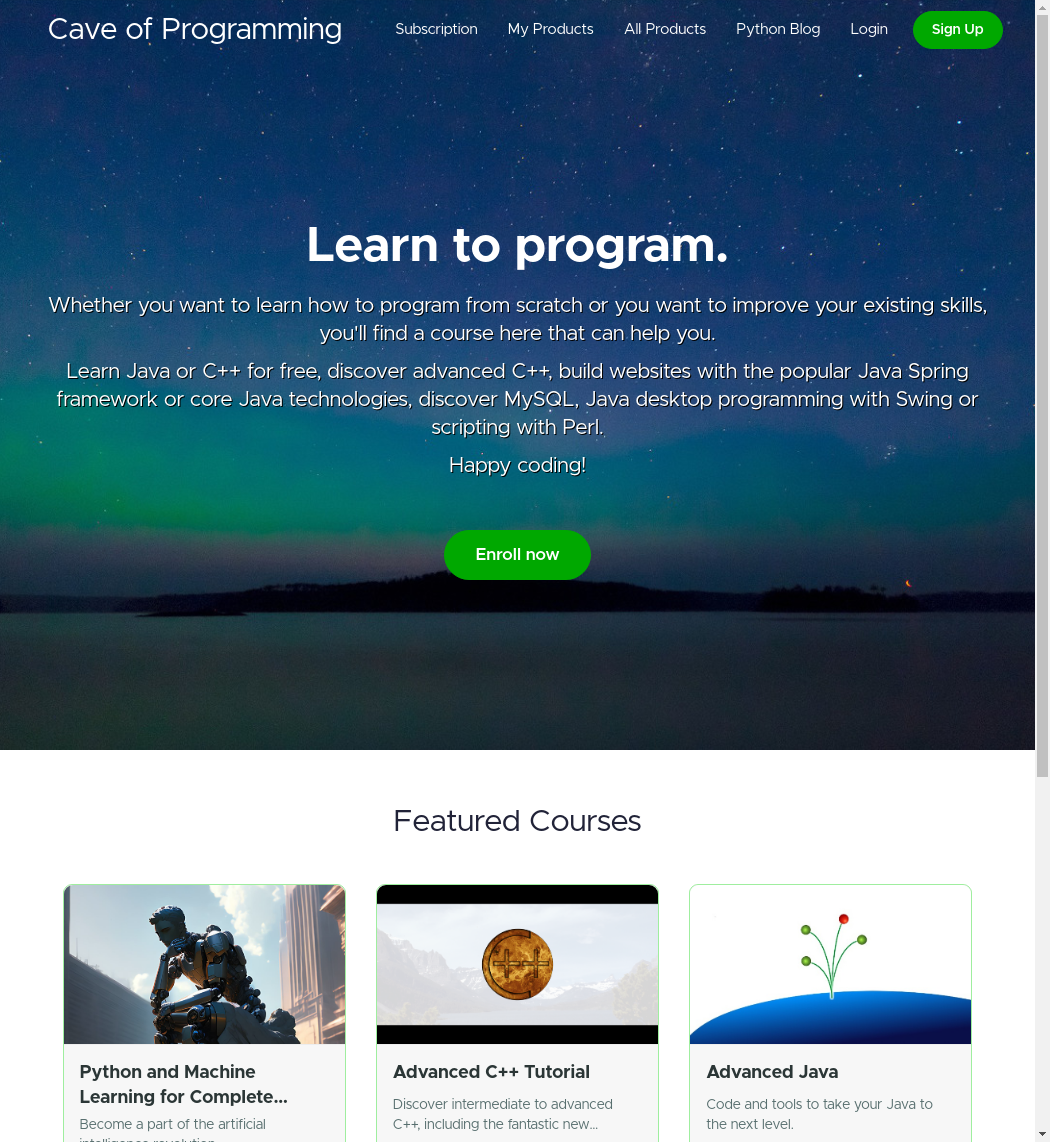 Cave of Programming
Subscription
My Products
All Products
Python Blog
Login
Sign Up
Learn to program.
Whether you want to learn how to program from scratch or you want to improve your existing skills,
you'll find a course here that can help you.
Learn Java or C++ for free, discover advanced C++, build websites with the popular Java Spring
framework or core Java technologies, discover MySQL, Java desktop programming with Swing or
scripting with Perl.
Happy coding!
Enroll now
Featured Courses
Python and Machine
Learning for Complete...
Become a part of the artificial
intelligence revolution
C++
Advanced C++ Tutorial
Discover intermediate to advanced
C++, including the fantastic new...
Advanced Java
Code and tools to take your Java to
the next level.